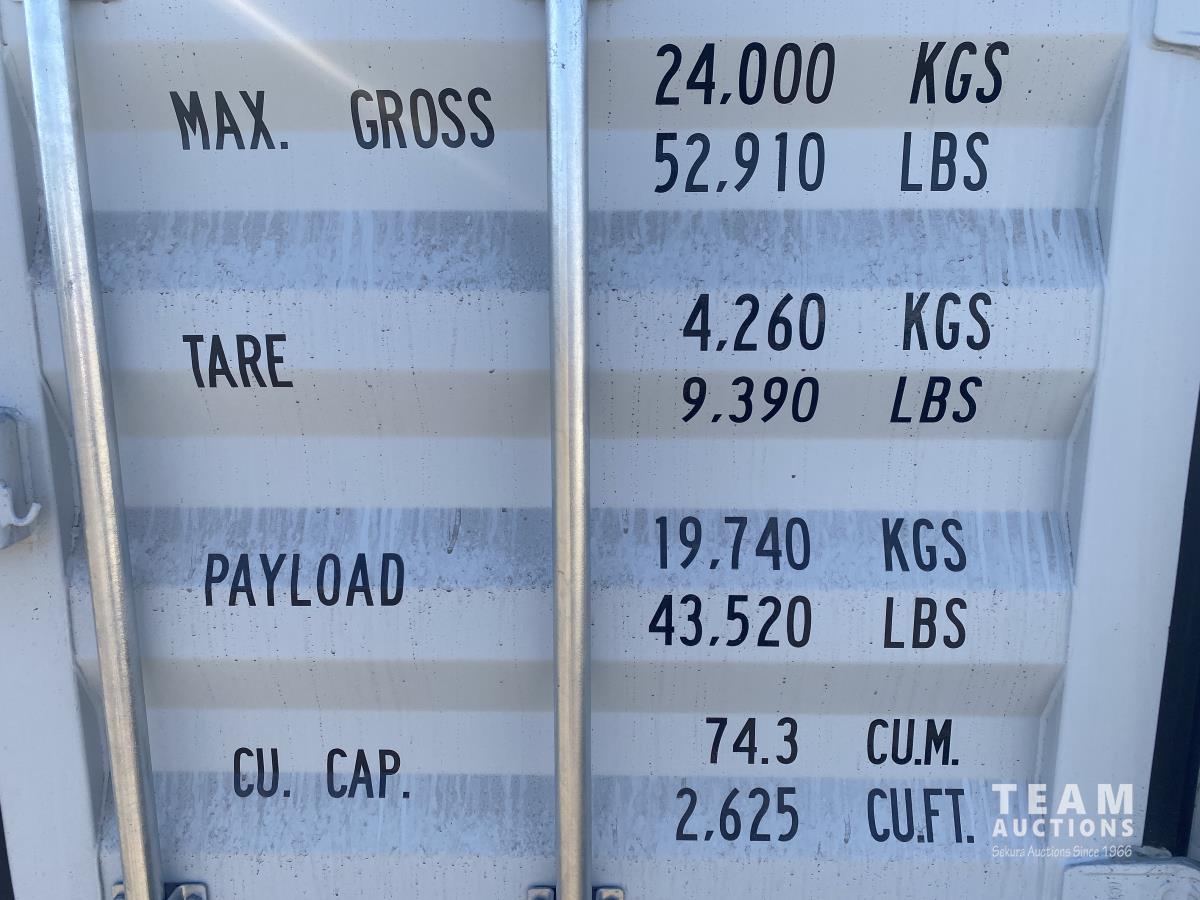 MAX. GROSS 24,000 KGS
52,910 LBS
TARE 4,260 KGS
9,390 LBS
PAYLOAD 19,740 KGS
43,520 LBS
CU. CAP. 74.3 CU.M.
2,625 CU.FT.
TEAM
AUCTIONS
Sekura Auctions Since 1966